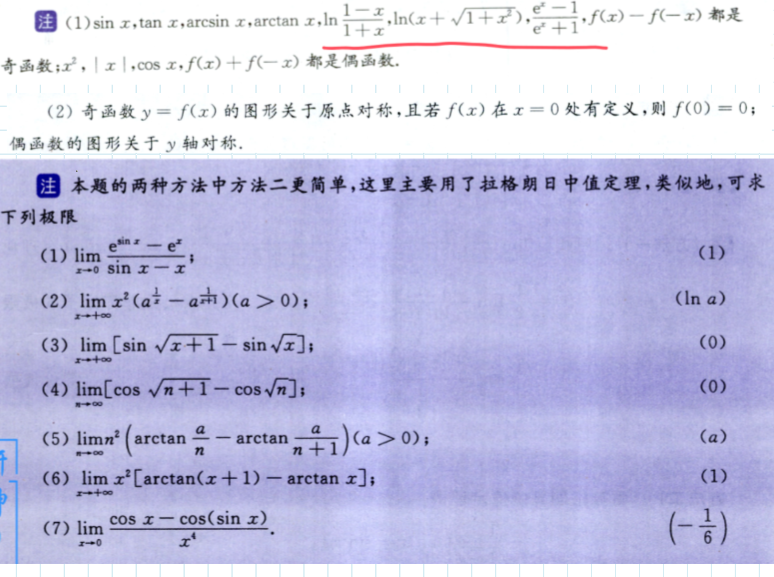 注 (1) sin x,tan x,arcsin x,arctan x,ln (1-x)/(1+x),ln(x+√(1+x²)),(eˣ-1)/(eˣ+1),f(x)-f(-x) 都是
奇函数;x²,|x|,cos x,f(x)+f(-x) 都是偶函数.
(2) 奇函数 y=f(x) 的图形关于原点对称,且若 f(x) 在 x=0 处有定义,则 f(0)=0;
偶函数的图形关于 y 轴对称.
注 本题的两种方法中方法二更简单,这里主要用了拉格朗日中值定理,类似地,可求
下列极限
(1) lim_{x→0} (e^{sin x}-e^x)/(sin x-x); (1)
(2) lim_{x→+∞} x²(a^{1/x}-a^{1/(x+1)})(a>0); (ln a)
(3) lim_{x→+∞} [sin √(x+1)-sin √x]; (0)
(4) lim_{n→∞}[cos √(n+1)-cos √n]; (0)
(5) lim_{n→∞} n²(arctan a/n-arctan a/(n+1))(a>0); (a)
(6) lim_{x→+∞} x²[arctan(x+1)-arctan x]; (1)
(7) lim_{x→0} (cos x-cos(sin x))/x⁴. (-1/6)